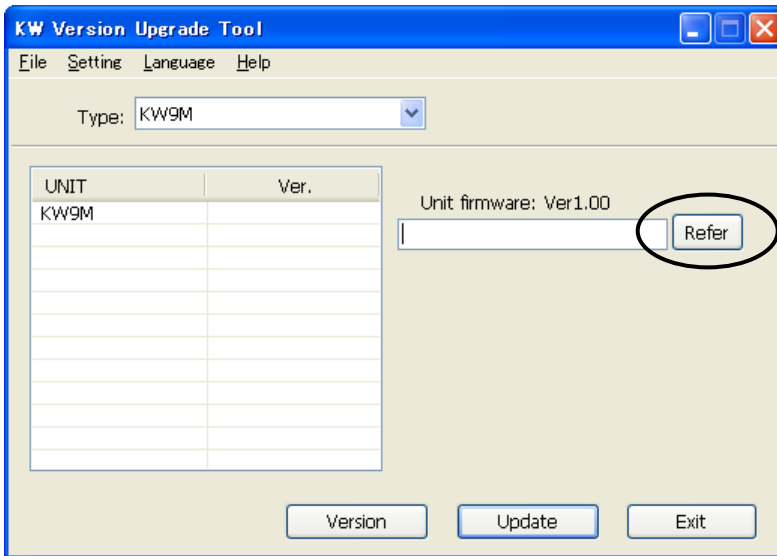 KW Version Upgrade Tool
File Setting Language Help
Type: KW9M
UNIT Ver.
KW9M
Unit firmware: Ver1.00
Refer
Version Update Exit